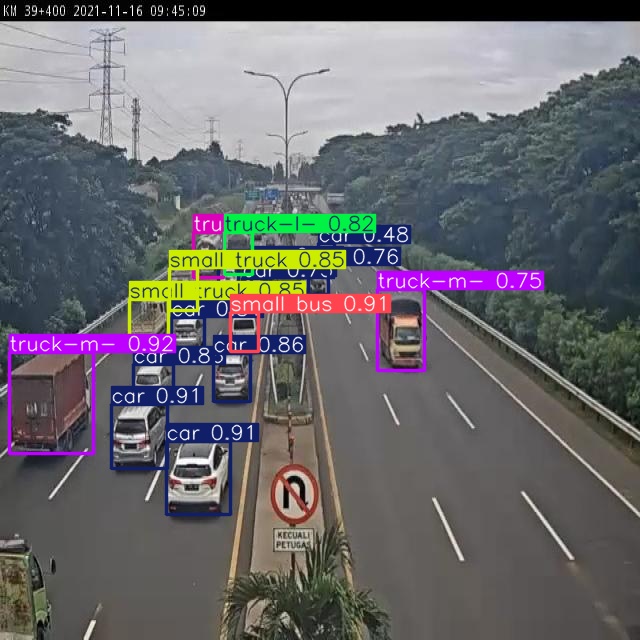 KM 39+400 2021-11-16 09:45:09
truck-l- 0.82
car 0.48
0.76
small truck 0.85
truck-m- 0.75
truck 0.85
small bus 0.91
truck-m- 0.92
car 0.86
car 0.91
car 0.91
KECUALI
PETUGAS